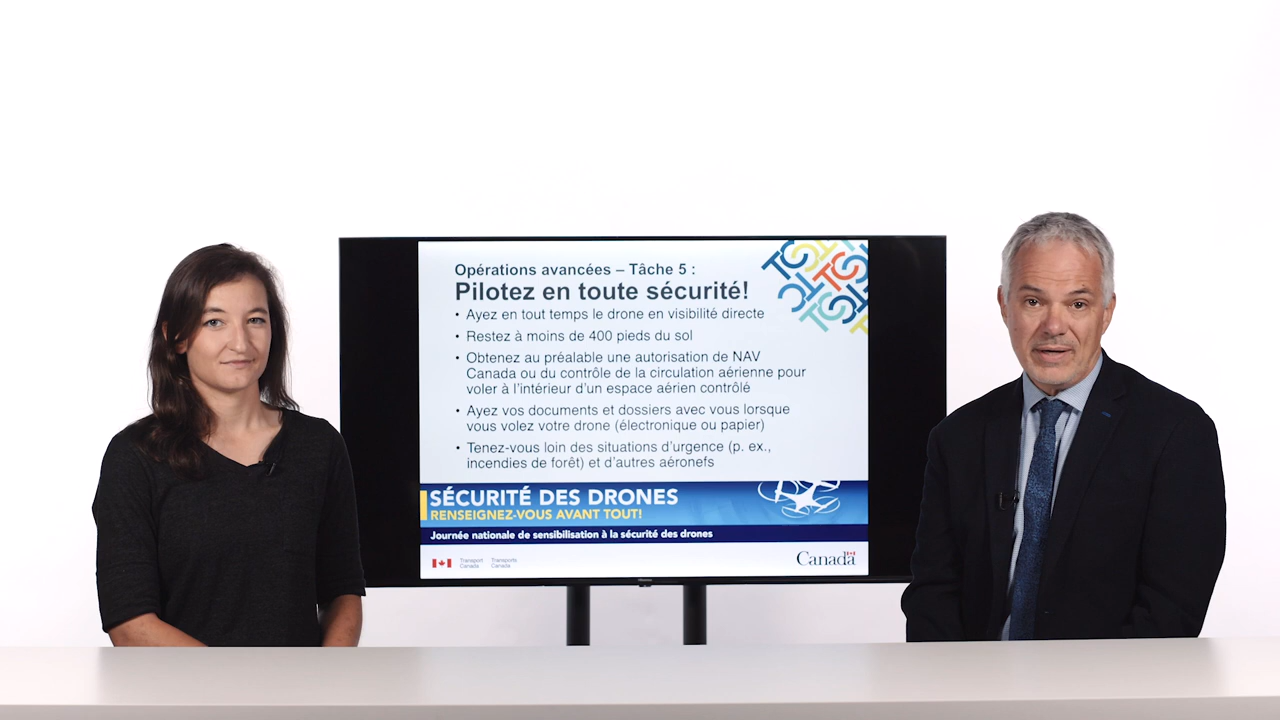 Opérations avancées – Tâche 5 :
Pilotez en toute sécurité!
• Ayez en tout temps le drone en visibilité directe
• Restez à moins de 400 pieds du sol
• Obtenez au préalable une autorisation de NAV
Canada ou du contrôle de la circulation aérienne pour
voler à l'intérieur d'un espace aérien contrôlé
• Ayez vos documents et dossiers avec vous lorsque
vous volez votre drone (électronique ou papier)
• Tenez-vous loin des situations d'urgence (p. ex.,
incendies de forêt) et d'autres aéronefs
SÉCURITÉ DES DRONES
RENSEIGNEZ-VOUS AVANT TOUT!
Journée nationale de sensibilisation à la sécurité des drones
Transport Transports
Canada Canada
Canada